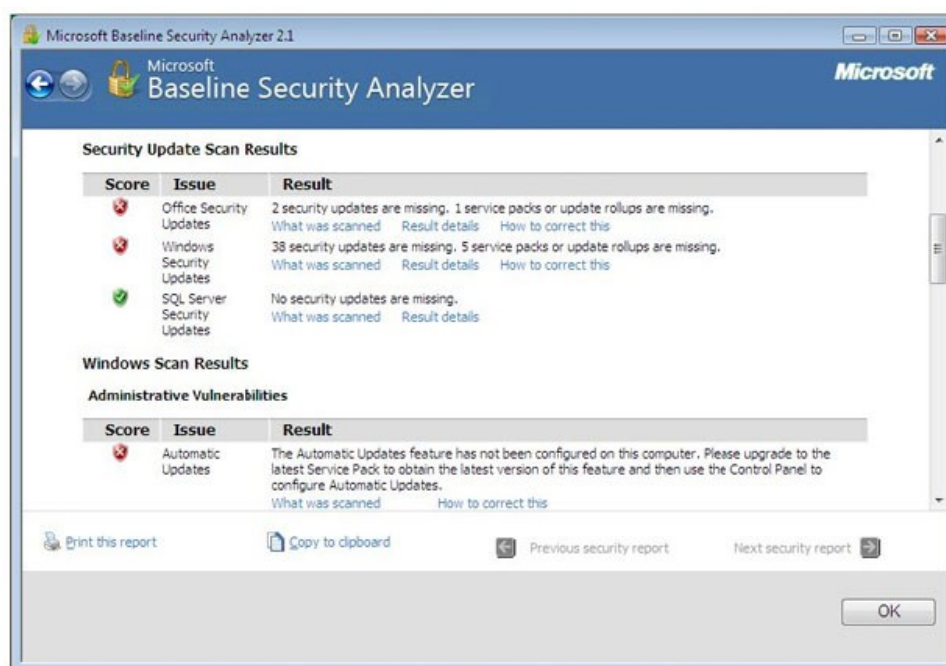 Microsoft Baseline Security Analyzer 2.1
Microsoft
Baseline Security Analyzer
Microsoft
Security Update Scan Results
Score Issue Result
Office Security Updates
2 security updates are missing. 1 service packs or update rollups are missing.
What was scanned Result details How to correct this
Windows Security Updates
38 security updates are missing. 5 service packs or update rollups are missing.
What was scanned Result details How to correct this
SQL Server Security Updates
No security updates are missing.
What was scanned Result details
Windows Scan Results
Administrative Vulnerabilities
Score Issue Result
Automatic Updates
The Automatic Updates feature has not been configured on this computer. Please upgrade to the
latest Service Pack to obtain the latest version of this feature and then use the Control Panel to
configure Automatic Updates.
What was scanned How to correct this
Print this report
Copy to clipboard
Previous security report
Next security report
OK